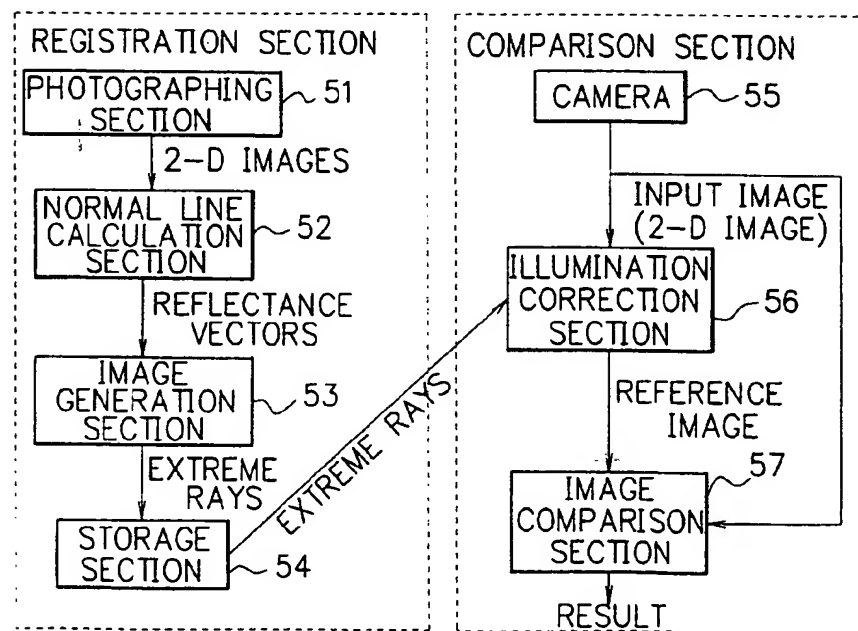 REGISTRATION SECTION
PHOTOGRAPHING
SECTION
51
2-D IMAGES
NORMAL LINE
CALCULATION
SECTION
52
REFLECTANCE
VECTORS
IMAGE
GENERATION
SECTION
53
EXTREME
RAYS
STORAGE
SECTION
54
EXTREME RAYS
COMPARISON SECTION
CAMERA
55
INPUT IMAGE
(2-D IMAGE)
ILLUMINATION
CORRECTION
SECTION
56
REFERENCE
IMAGE
IMAGE
COMPARISON
SECTION
57
RESULT